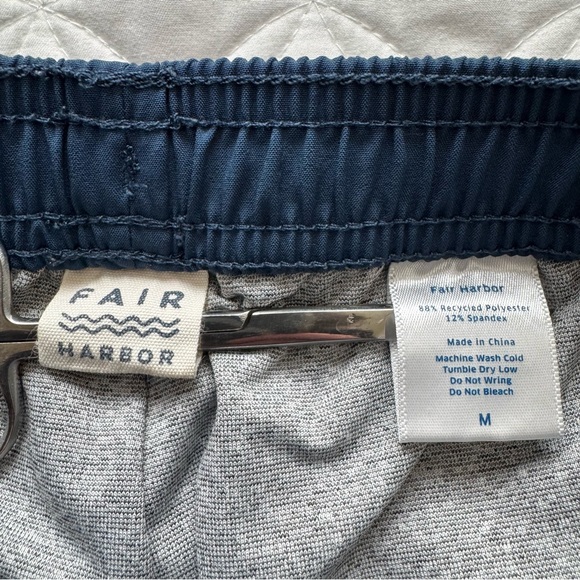 FAIR
HARBOR
Fair Harbor
88% Recycled Polyester
12% Spandex
Made in China
Machine Wash Cold
Tumble Dry Low
Do Not Wring
Do Not Bleach
M